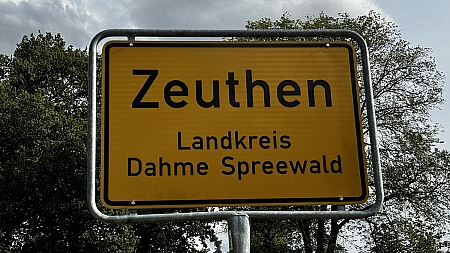 Zeuthen
Landkreis
Dahme Spreewald